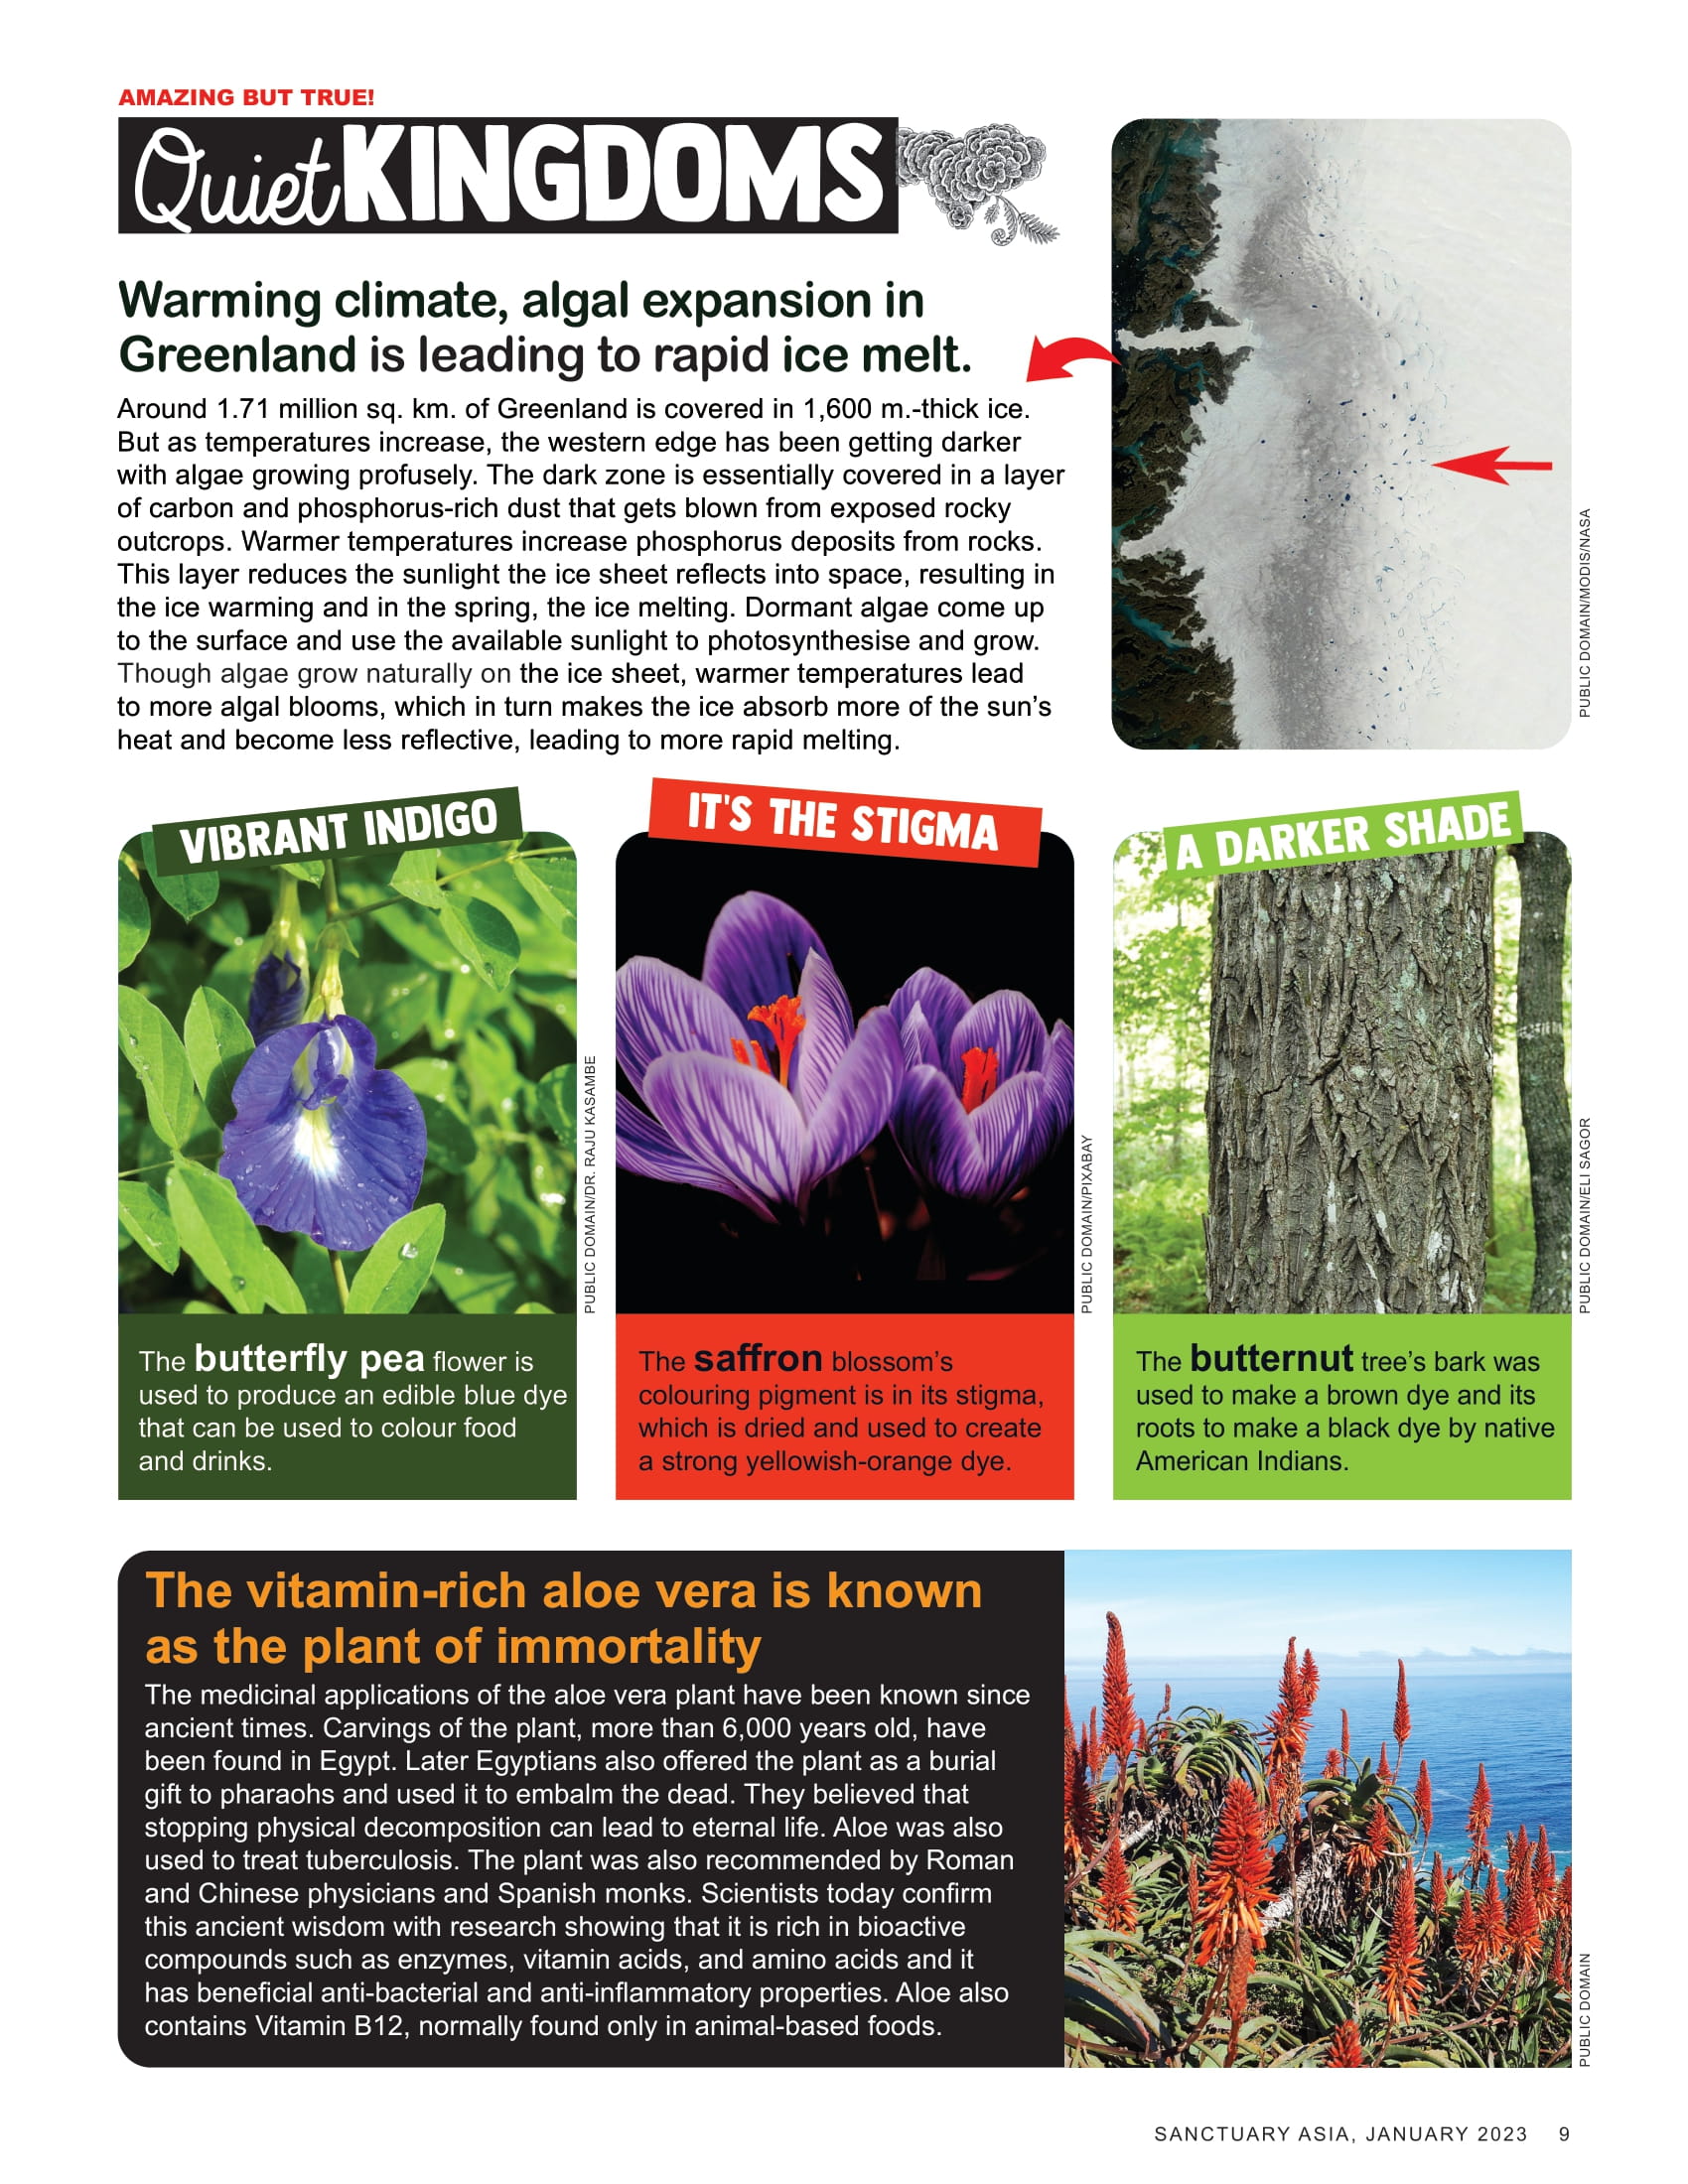 AMAZING BUT TRUE!
Quiet KINGDOMS
Warming climate, algal expansion in
Greenland is leading to rapid ice melt.
Around 1.71 million sq. km. of Greenland is covered in 1,600 m.-thick ice.
But as temperatures increase, the western edge has been getting darker
with algae growing profusely. The dark zone is essentially covered in a layer
of carbon and phosphorus-rich dust that gets blown from exposed rocky
outcrops. Warmer temperatures increase phosphorus deposits from rocks.
This layer reduces the sunlight the ice sheet reflects into space, resulting in
the ice warming and in the spring, the ice melting. Dormant algae come up
to the surface and use the available sunlight to photosynthesise and grow.
Though algae grow naturally on the ice sheet, warmer temperatures lead
to more algal blooms, which in turn makes the ice absorb more of the sun’s
heat and become less reflective, leading to more rapid melting.
PUBLIC DOMAIN/MODIS/NASA
VIBRANT INDIGO
PUBLIC DOMAIN/DR. RAJU KASAMBE
The butterfly pea flower is
used to produce an edible blue dye
that can be used to colour food
and drinks.
IT'S THE STIGMA
PUBLIC DOMAIN/PIXABAY
The saffron blossom’s
colouring pigment is in its stigma,
which is dried and used to create
a strong yellowish-orange dye.
A DARKER SHADE
PUBLIC DOMAIN/ELI SAGOR
The butternut tree’s bark was
used to make a brown dye and its
roots to make a black dye by native
American Indians.
The vitamin-rich aloe vera is known
as the plant of immortality
The medicinal applications of the aloe vera plant have been known since
ancient times. Carvings of the plant, more than 6,000 years old, have
been found in Egypt. Later Egyptians also offered the plant as a burial
gift to pharaohs and used it to embalm the dead. They believed that
stopping physical decomposition can lead to eternal life. Aloe was also
used to treat tuberculosis. The plant was also recommended by Roman
and Chinese physicians and Spanish monks. Scientists today confirm
this ancient wisdom with research showing that it is rich in bioactive
compounds such as enzymes, vitamin acids, and amino acids and it
has beneficial anti-bacterial and anti-inflammatory properties. Aloe also
contains Vitamin B12, normally found only in animal-based foods.
PUBLIC DOMAIN
SANCTUARY ASIA, JANUARY 2023 9